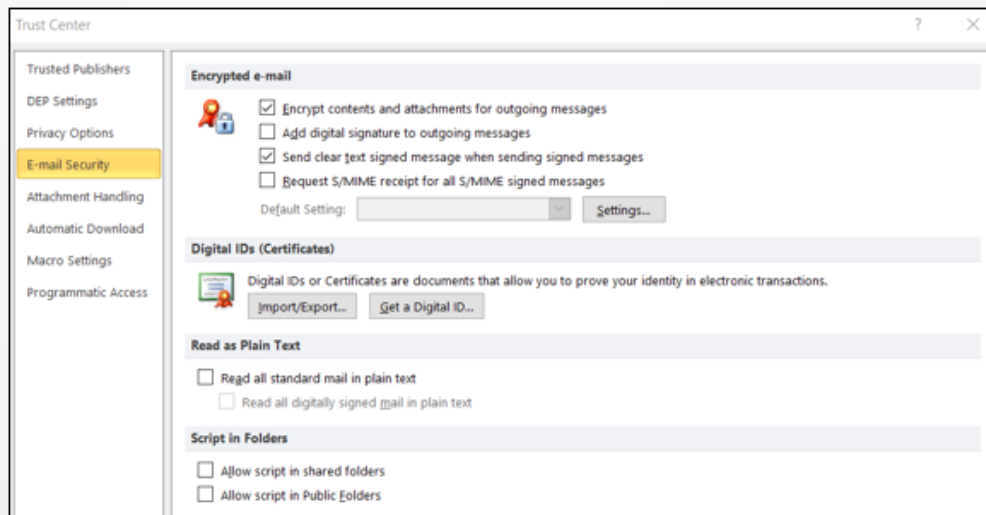 Trust Center
Trusted Publishers
DEP Settings
Privacy Options
E-mail Security
Attachment Handling
Automatic Download
Macro Settings
Programmatic Access
Encrypted e-mail
Encrypt contents and attachments for outgoing messages
Add digital signature to outgoing messages
Send clear text signed message when sending signed messages
Request S/MIME receipt for all S/MIME signed messages
Default Setting:
Settings...
Digital IDs (Certificates)
Digital IDs or Certificates are documents that allow you to prove your identity in electronic transactions.
Import/Export... Get a Digital ID...
Read as Plain Text
Read all standard mail in plain text
Read all digitally signed mail in plain text
Script in Folders
Allow script in shared folders
Allow script in Public Folders